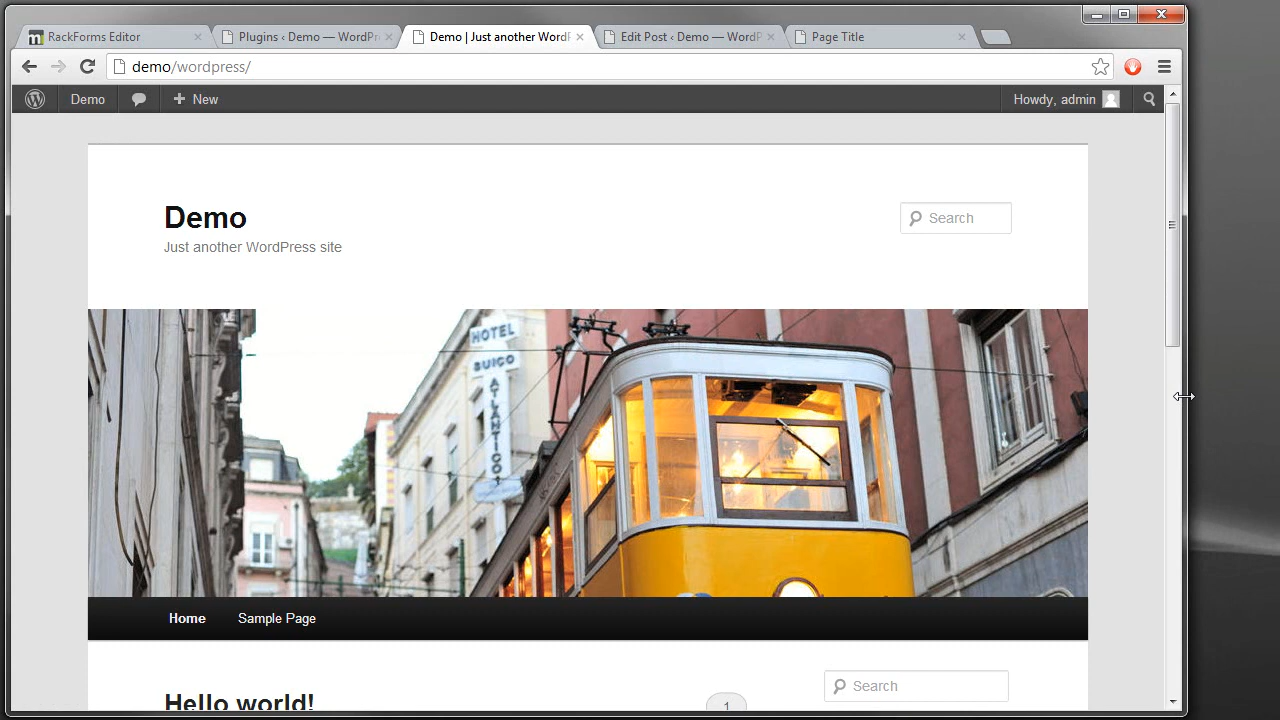 RackForms Editor
Plugins ‹ Demo — WordPr
Demo | Just another WordF
Edit Post ‹ Demo — WordP
Page Title
demo/wordpress/
Demo
New
Howdy, admin
Demo
Just another WordPress site
Search
HOTEL
SUIÇO
ATLANTICO
Home
Sample Page
Search
Hello world!
1